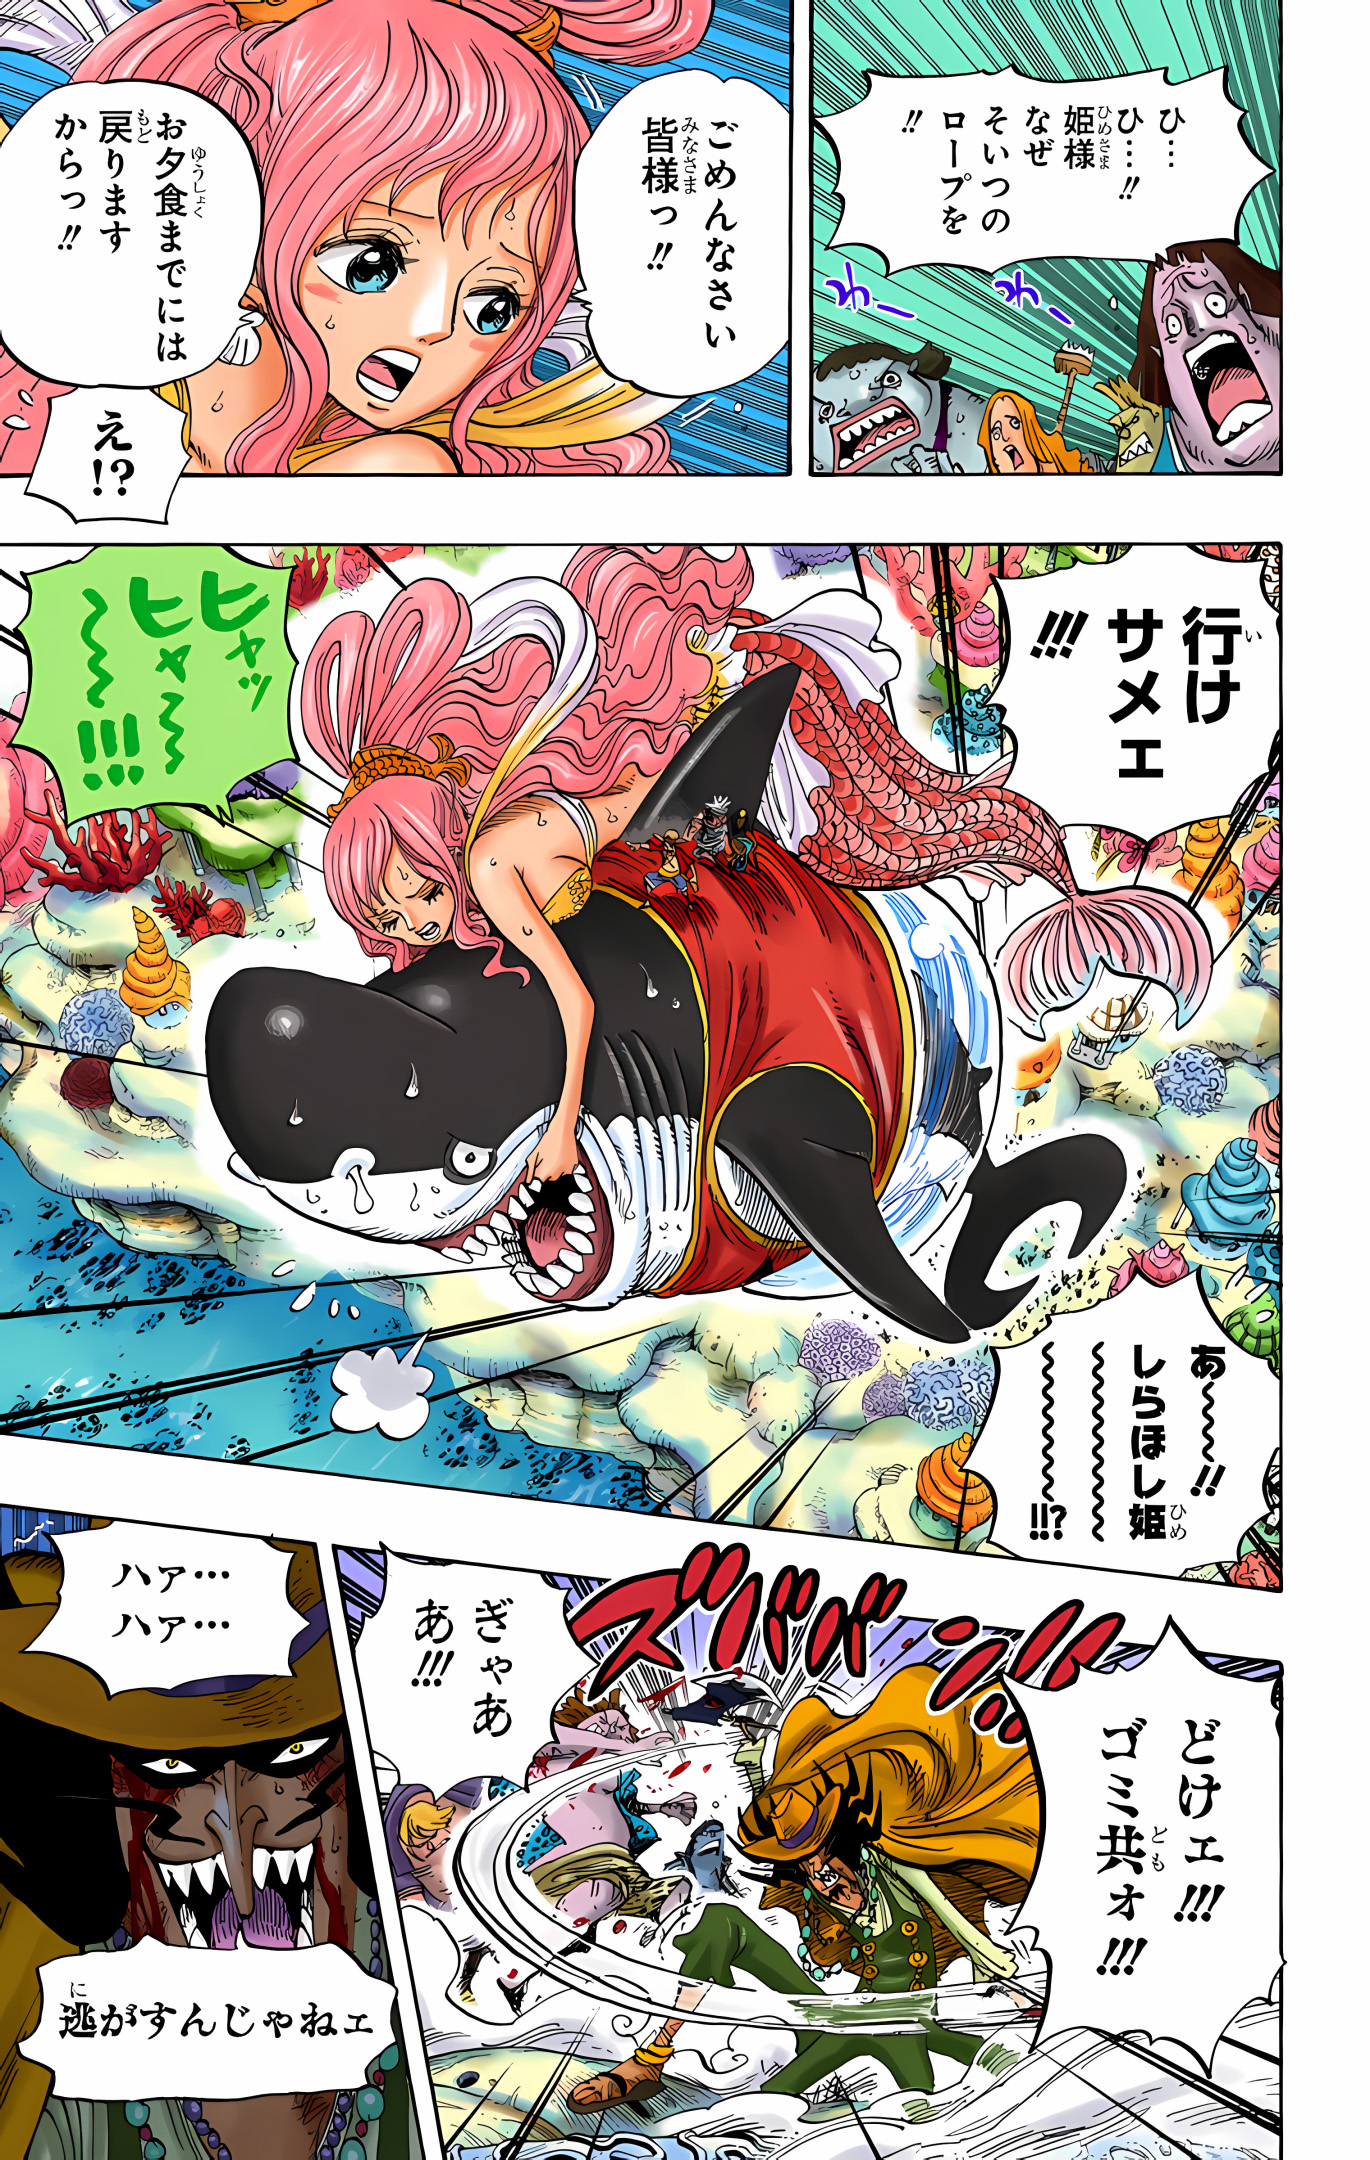 ひ…
ひ…!!
姫様
なぜ
そいつの
ロープを
!!
わー
わー
ごめんなさい
皆様っ!!
お夕食までには
戻ります
からっ!!
え!?
行け
サメェ
!!!
ヒャッ
ヒャ〜
〜〜!!!
あ〜〜!!
しらほし姫
〜〜〜
〜〜〜!!?
どけェ!!!
ゴミ共ォ!!!
ズババババン!!
ぎゃあ
あ!!!
ハァ…
ハァ…
逃がすんじゃねェ